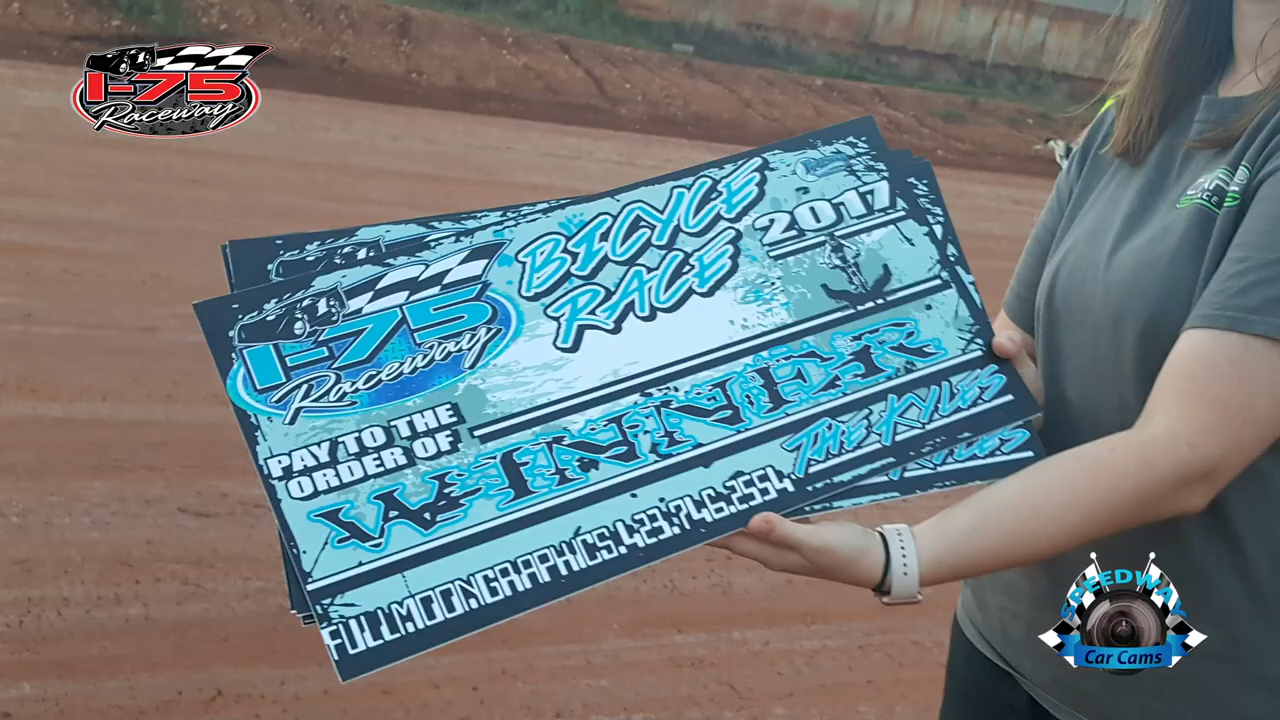 I-75
Raceway
BICYCLE
RACE
2017
I-75
Raceway
PAY TO THE
ORDER OF
WINNER
THE KYLES
KYLES
FULLMOONGRAPHICS.423.746.2554
SPEEDWAY
Car Cams